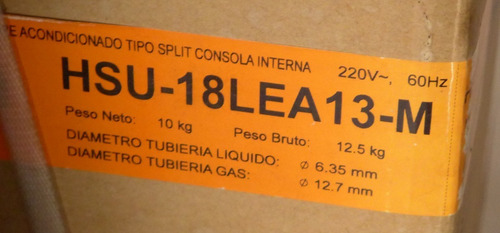 ACONDICIONADO TIPO SPLIT CONSOLA INTERNA 220V~, 60Hz
HSU-18LEA13-M
Peso Neto: 10 kg Peso Bruto: 12.5 kg
DIAMETRO TUBIERIA LIQUIDO: ø 6.35 mm
DIAMETRO TUBIERIA GAS: ø 12.7 mm